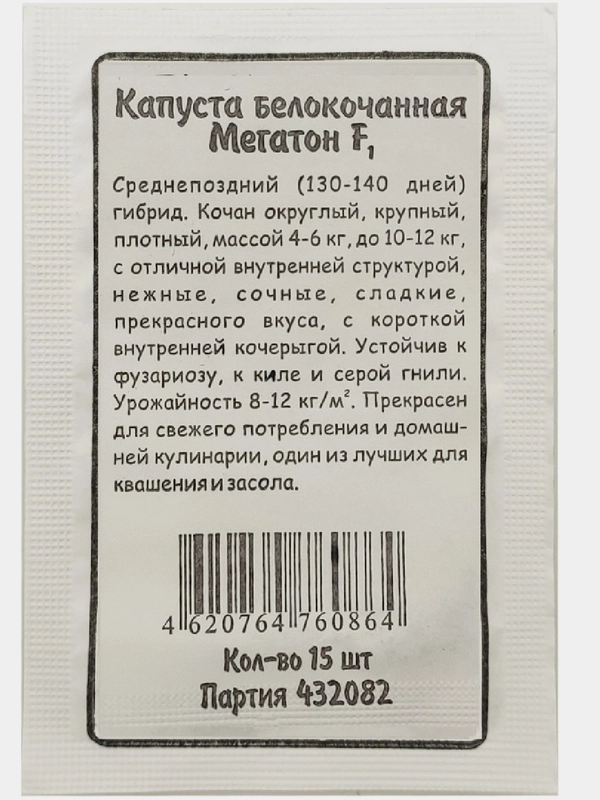 Капуста белокочанная
Мегатон F₁
Среднепоздний (130-140 дней)
гибрид. Кочан округлый, крупный,
плотный, массой 4-6 кг, до 10-12 кг,
с отличной внутренней структурой,
нежные, сочные, сладкие,
прекрасного вкуса, с короткой
внутренней кочерыгой. Устойчив к
фузариозу, к киле и серой гнили.
Урожайность 8-12 кг/м². Прекрасен
для свежего потребления и домаш-
ней кулинарии, один из лучших для
квашения и засола.
4 620764 760864
Кол-во 15 шт
Партия 432082